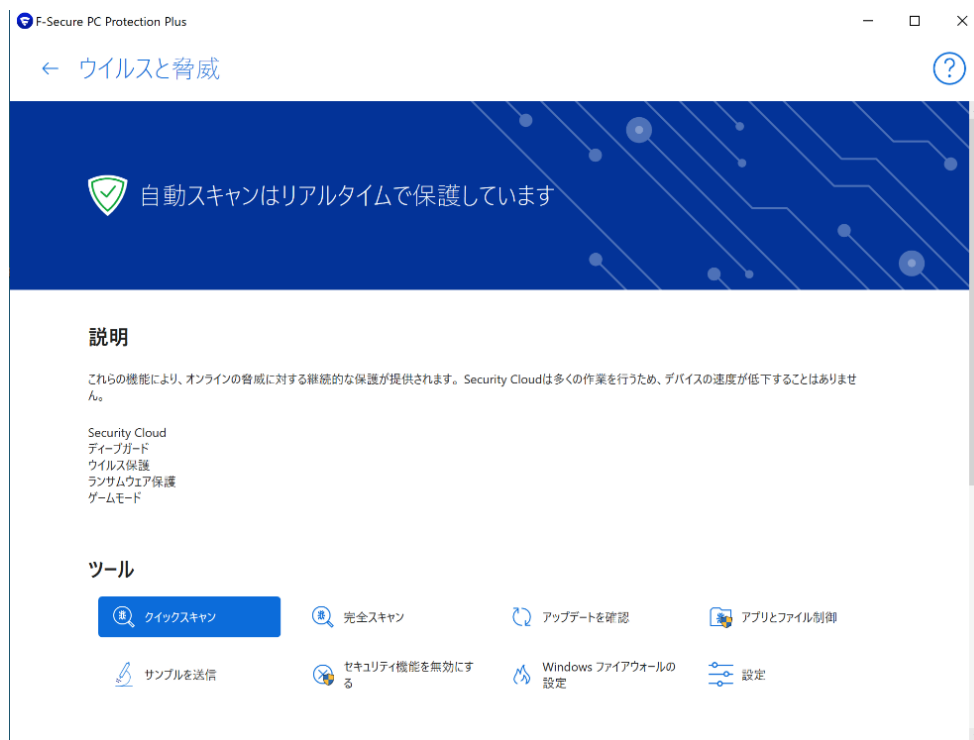 F-Secure PC Protection Plus
← ウイルスと脅威
?
自動スキャンはリアルタイムで保護しています
説明
これらの機能により、オンラインの脅威に対する継続的な保護が提供されます。Security Cloudは多くの作業を行うため、デバイスの速度が低下することはありませ
ん。
Security Cloud
ディープガード
ウイルス保護
ランサムウェア保護
ゲームモード
ツール
クイックスキャン
完全スキャン
アップデートを確認
アプリとファイル制御
サンプルを送信
セキュリティ機能を無効にす
る
Windows ファイアウォールの
設定
設定